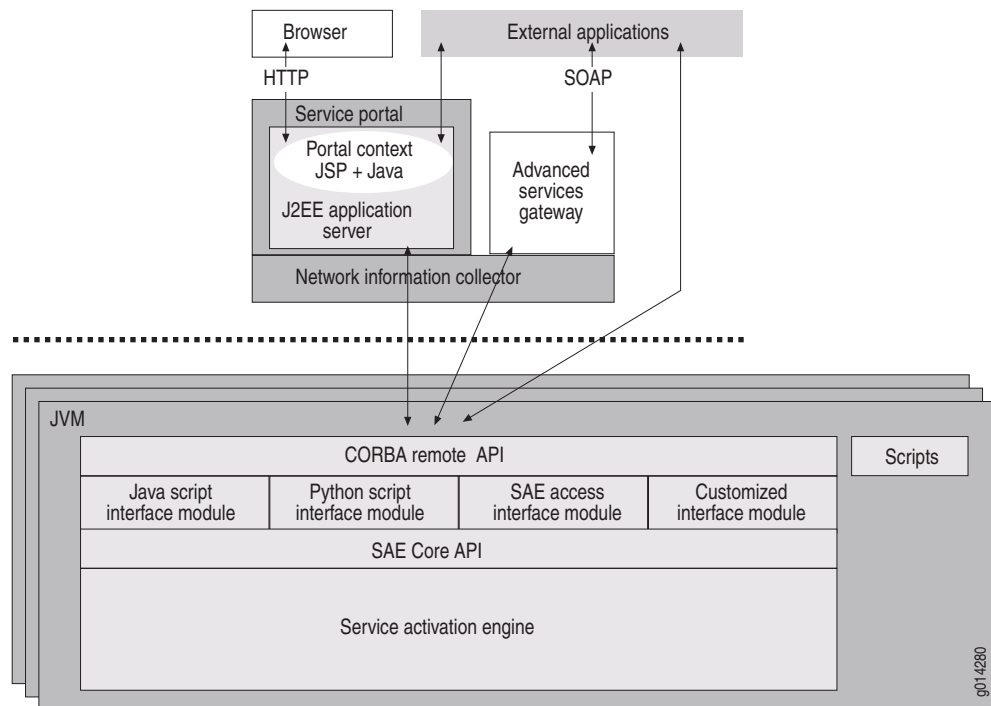 Browser
External applications
HTTP
SOAP
Service portal
Portal context
JSP + Java
J2EE application
server
Advanced
services
gateway
Network information collector
JVM
CORBA remote API
Scripts
Java script
interface module
Python script
interface module
SAE access
interface module
Customized
interface module
SAE Core API
Service activation engine
g014280